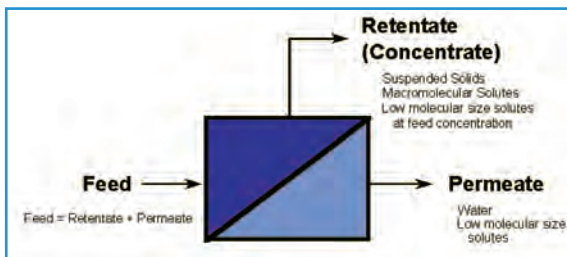 Retentate
(Concentrate)
Suspended Solids
Macromolecular Solutes
Low molecular size solutes
at feed concentration
Feed
Feed = Retentate + Permeate
Permeate
Water
Low molecular size
solutes